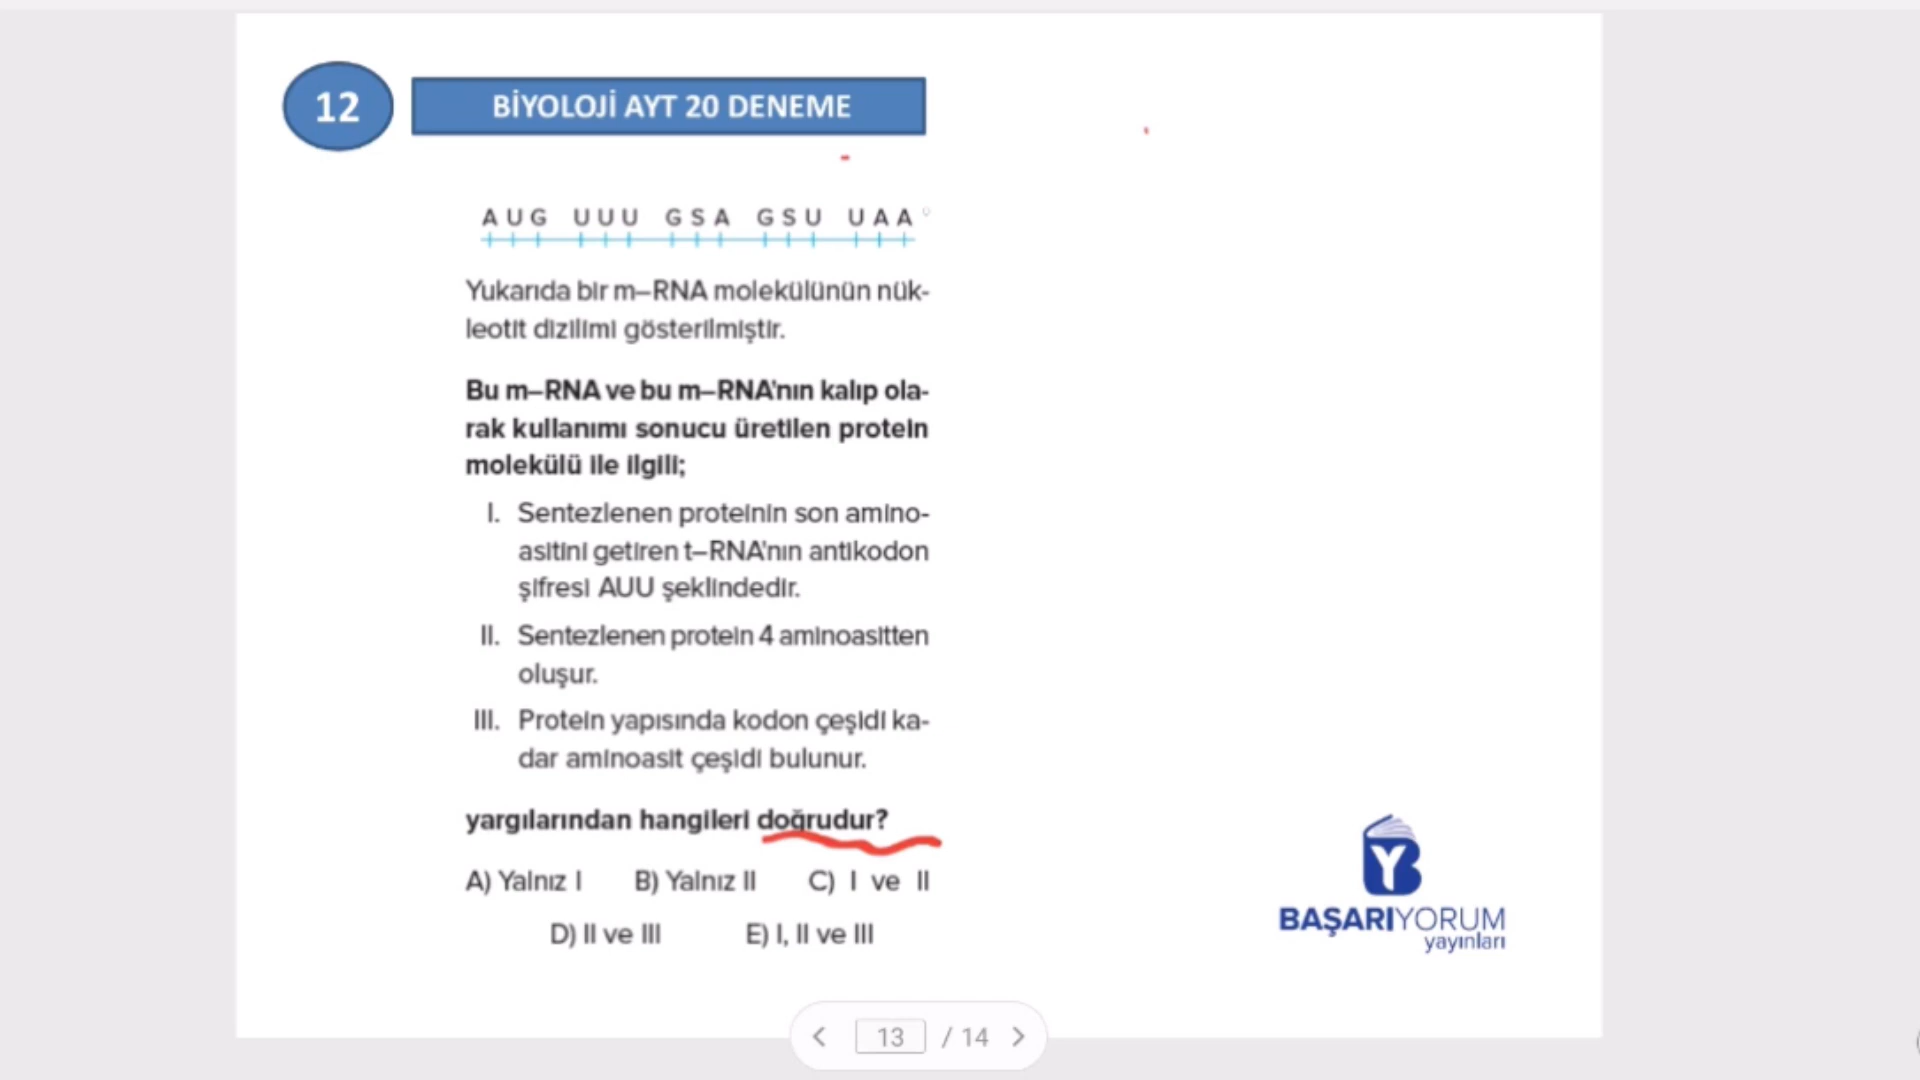 12
BİYOLOJİ AYT 20 DENEME
A U G U U U G S A G S U U A A
Yukarıda bir m–RNA molekülünün nük-
leotit dizilimi gösterilmiştir.
Bu m–RNA ve bu m–RNA'nın kalıp ola-
rak kullanımı sonucu üretilen protein
molekülü ile ilgili;
I. Sentezlenen proteinin son amino-
asitini getiren t–RNA'nın antikodon
şifresi AUU şeklindedir.
II. Sentezlenen protein 4 aminoasitten
oluşur.
III. Protein yapısında kodon çeşidi ka-
dar aminoasit çeşidi bulunur.
yargılarından hangileri doğrudur?
A) Yalnız I B) Yalnız II C) I ve II
D) II ve III E) I, II ve III
BAŞARIYORUM
yayınları
13 / 14